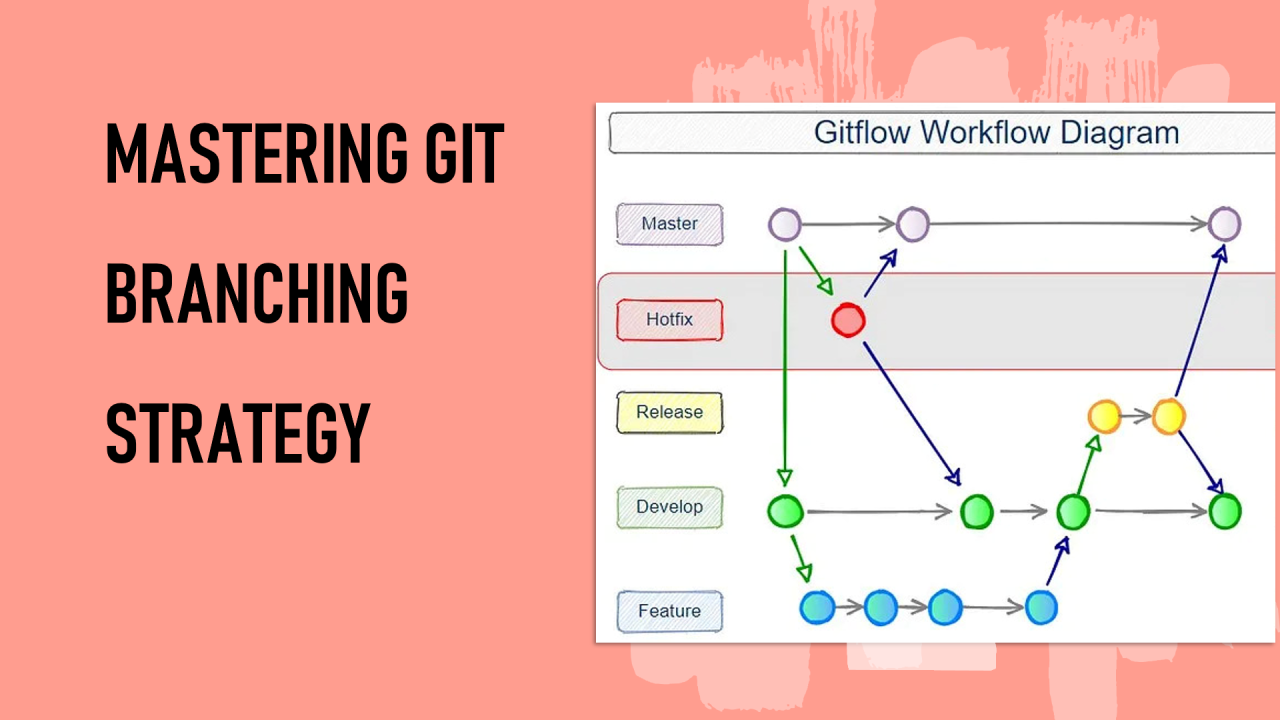 MASTERING GIT
BRANCHING
STRATEGY
Gitflow Workflow Diagram
Master
Hotfix
Release
Develop
Feature